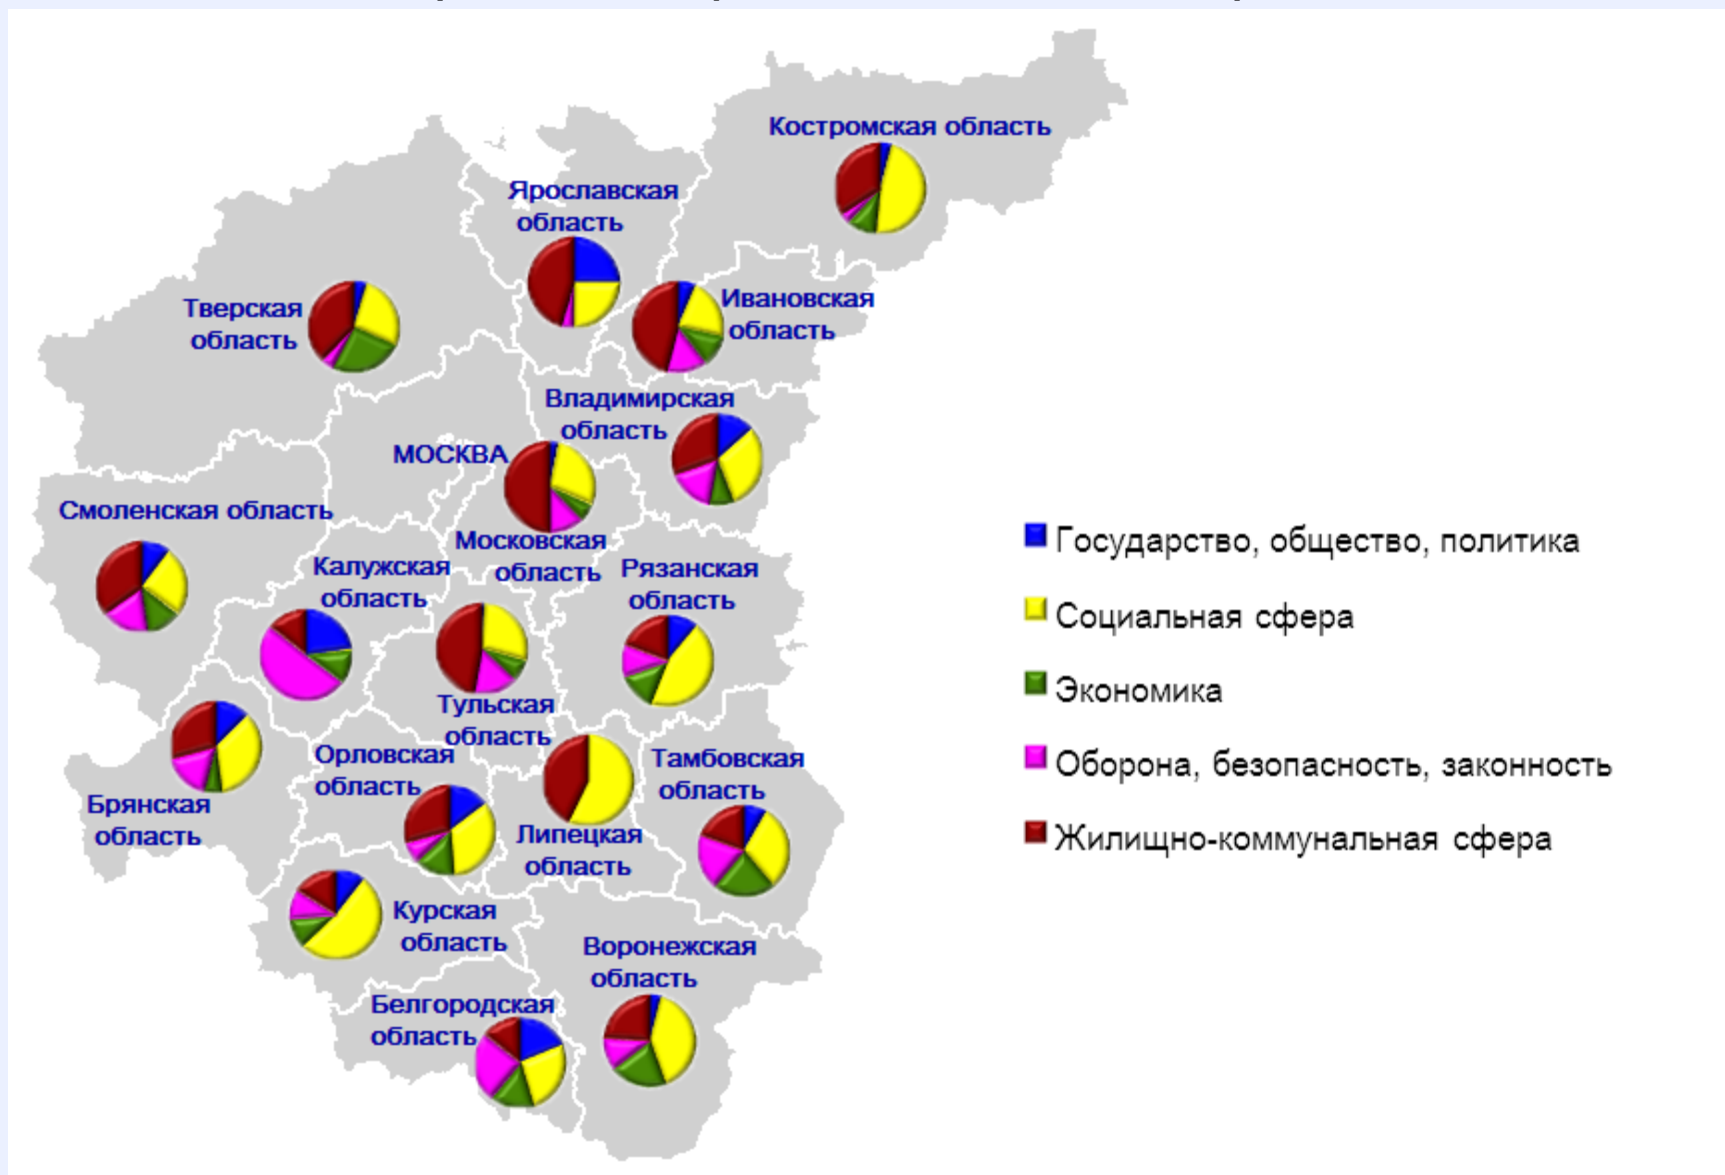 Костромская область
Ярославская
область
Тверская
область
Ивановская
область
Владимирская
область
МОСКВА
Смоленская область
Московская
область
Калужская
область
Рязанская
область
Тульская
область
Орловская
область
Тамбовская
область
Брянская
область
Липецкая
область
Курская
область
Воронежская
область
Белгородская
область
Государство, общество, политика
Социальная сфера
Экономика
Оборона, безопасность, законность
Жилищно-коммунальная сфера